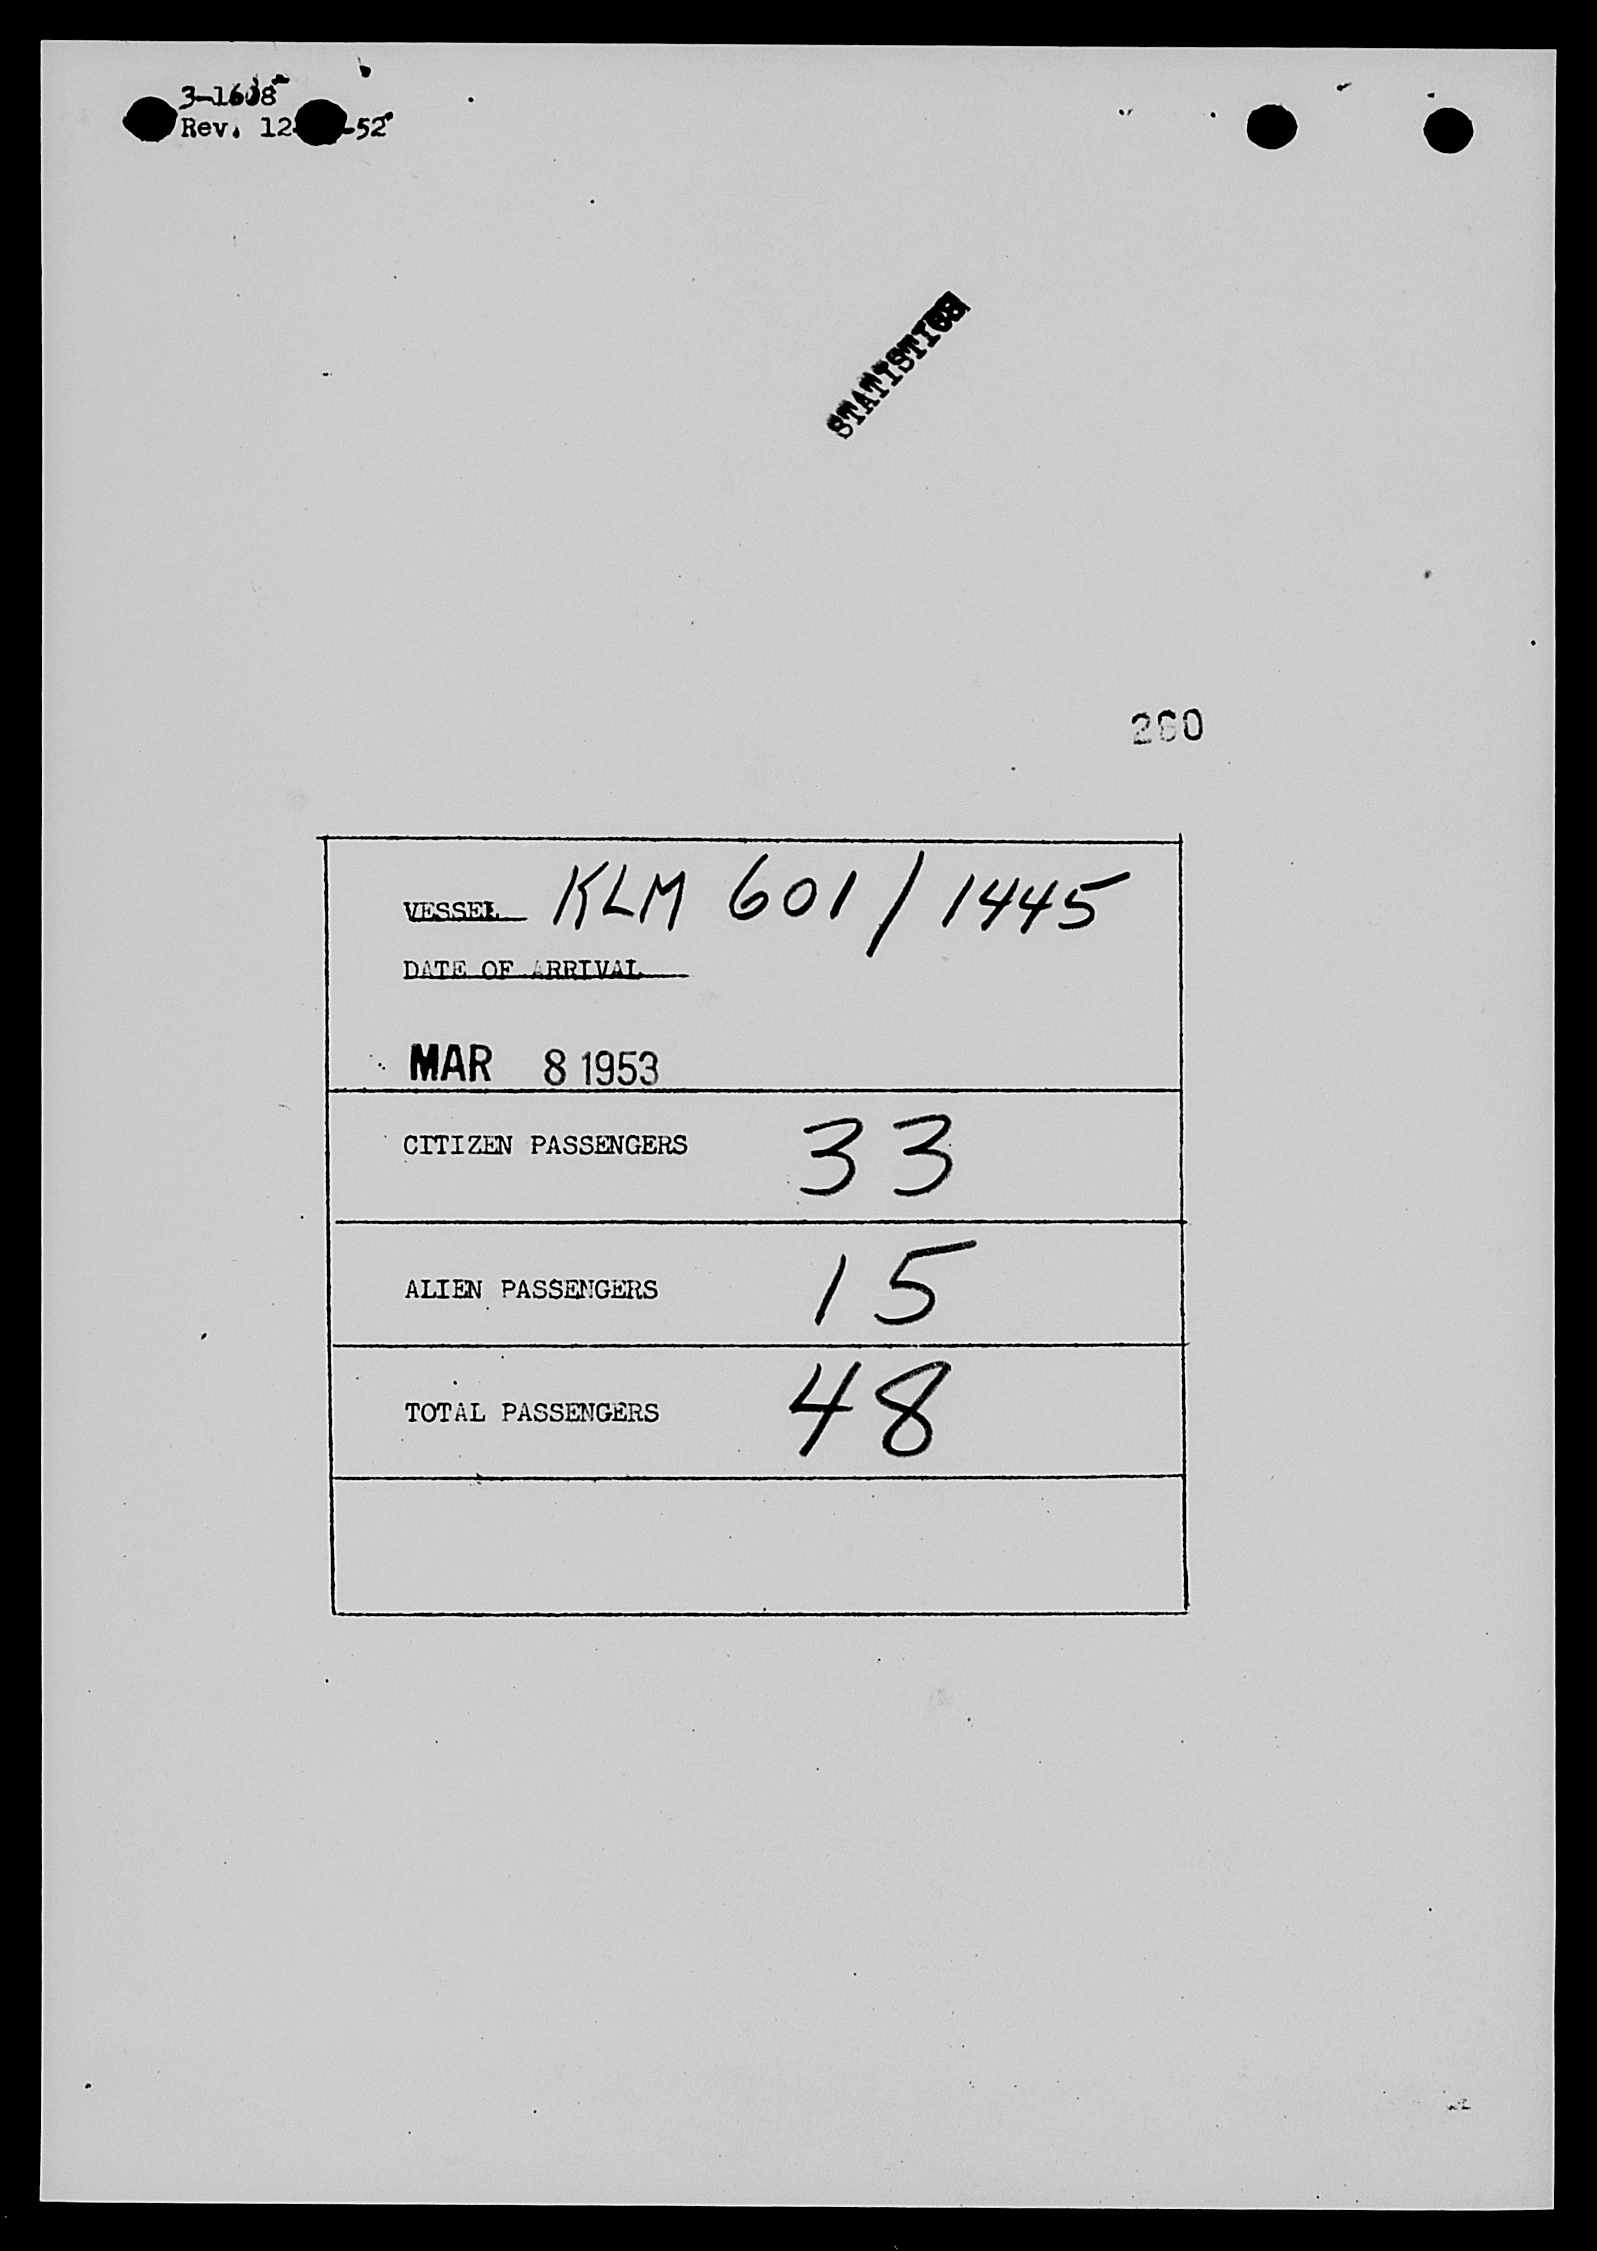 3-1608
Rev. 12- -52
STATISTICS
260
VESSEL KLM 601 / 1445
DATE OF ARRIVAL
MAR 8 1953
CITIZEN PASSENGERS 33
ALIEN PASSENGERS 15
TOTAL PASSENGERS 48